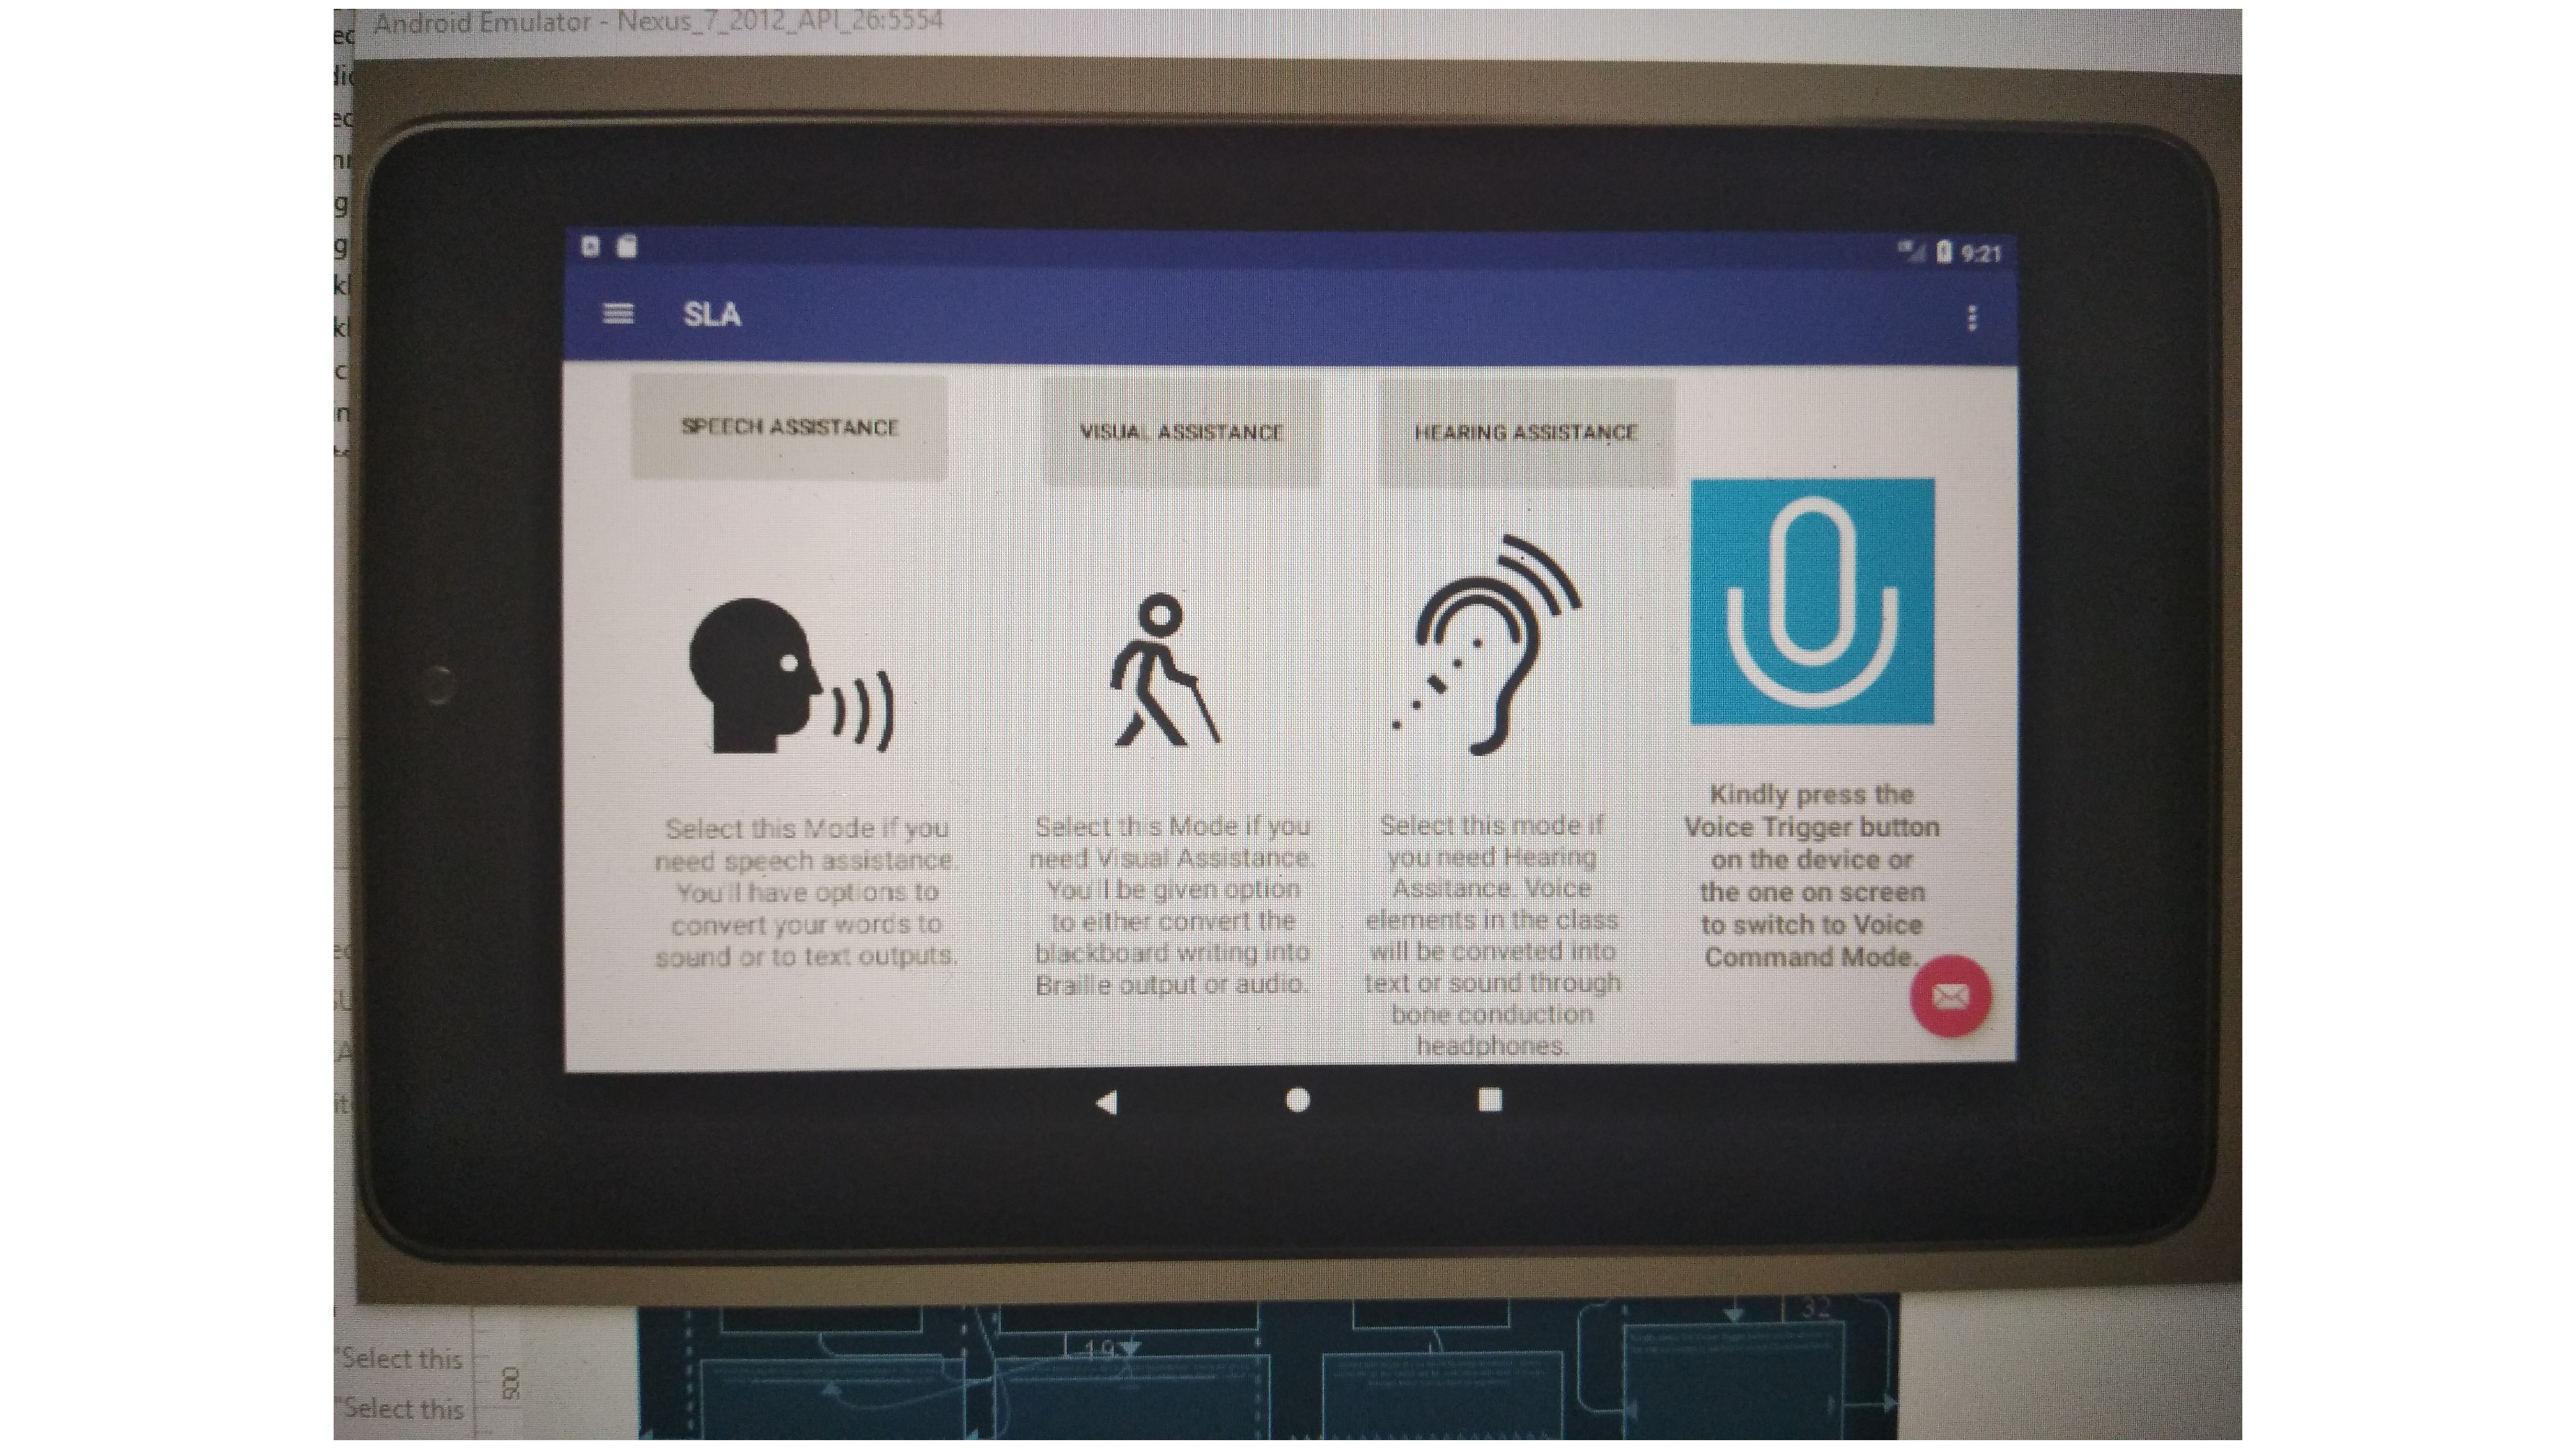 Android Emulator - Nexus_7_2012_API_26:5554
9:21
SLA
SPEECH ASSISTANCE
VISUAL ASSISTANCE
HEARING ASSISTANCE
Select this Mode if you
need speech assistance.
You'll have options to
convert your words to
sound or to text outputs.
Select this Mode if you
need Visual Assistance.
You'll be given option
to either convert the
blackboard writing into
Braille output or audio.
Select this mode if
you need Hearing
Assitance. Voice
elements in the class
will be conveted into
text or sound through
bone conduction
headphones.
Kindly press the
Voice Trigger button
on the device or
the one on screen
to switch to Voice
Command Mode.
"Select this
"Select this
500
19
32